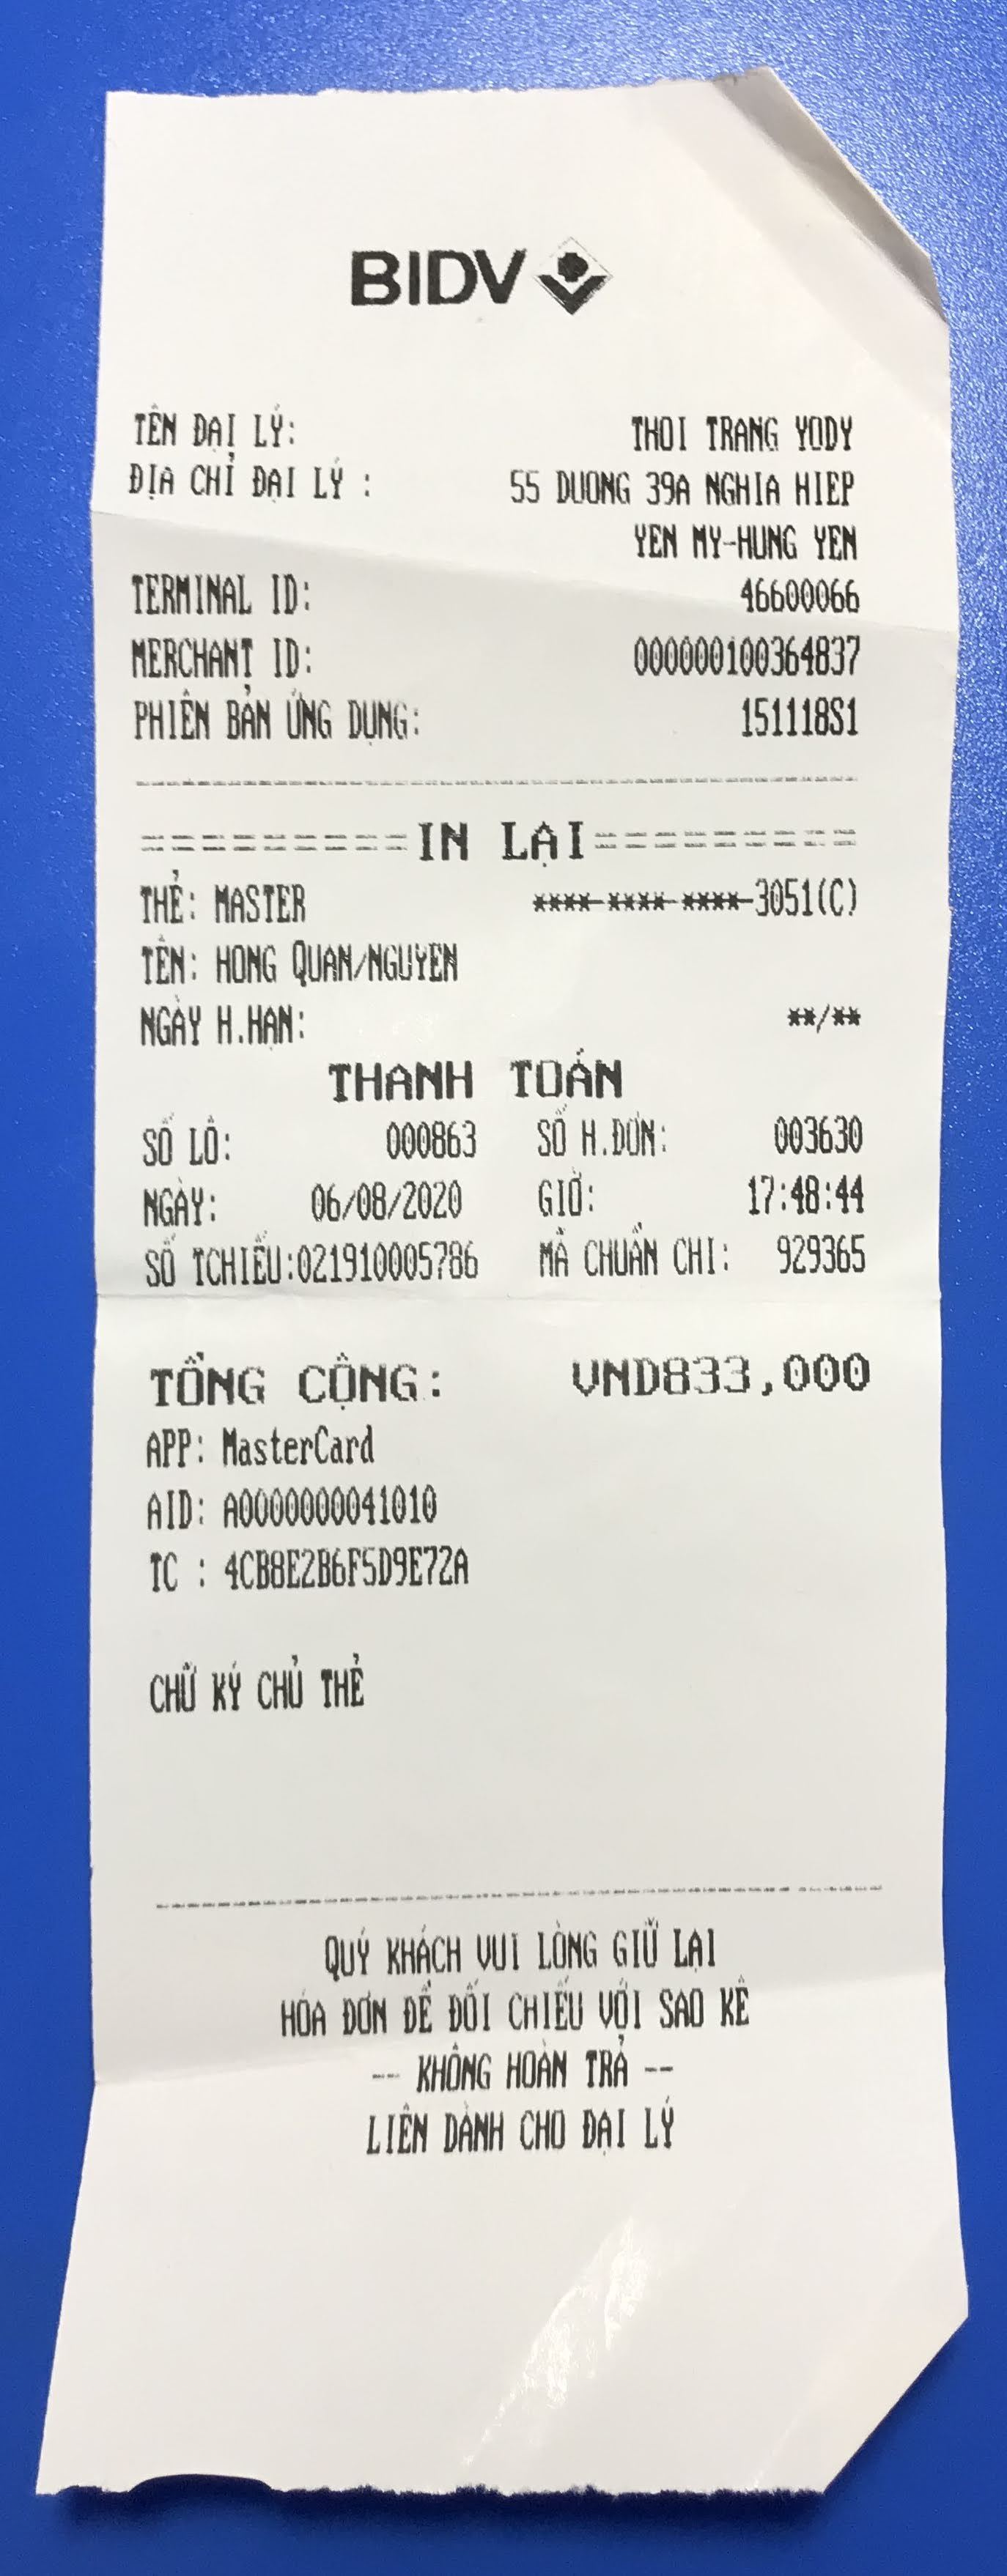 BIDV
TÊN ĐẠI LÝ: THOI TRANG YODY
ĐỊA CHỈ ĐẠI LÝ : 55 DUONG 39A NGHIA HIEP
YEN MY-HUNG YEN
TERMINAL ID: 46600066
MERCHANT ID: 000000100364837
PHIÊN BẢN ỨNG DỤNG: 151118S1
=========IN LẠI=========
THẺ: MASTER ****-****-****-3051(C)
TÊN: HONG QUAN/NGUYEN
NGÀY H.HẠN: **/**
THANH TOÁN
SỐ LÔ: 000863 SỐ H.ĐƠN: 003630
NGÀY: 06/08/2020 GIỜ: 17:48:44
SỐ TCHIẾU:021910005786 MÃ CHUẨN CHI: 929365
TỔNG CỘNG: VND833,000
APP: MasterCard
AID: A0000000041010
TC : 4CB8E2B6F5D9E72A
CHỮ KÝ CHỦ THẺ
QUÝ KHÁCH VUI LÒNG GIỮ LẠI
HÓA ĐƠN ĐỂ ĐỐI CHIẾU VỚI SAO KÊ
-- KHÔNG HOÀN TRẢ --
LIÊN DÀNH CHO ĐẠI LÝ